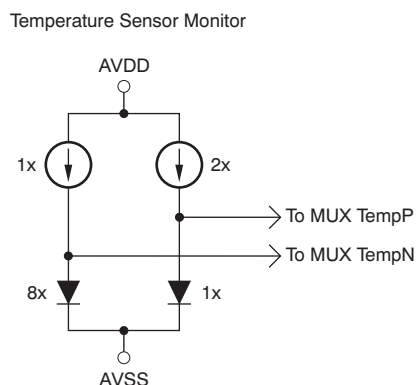 Temperature Sensor Monitor
AVDD
1x
2x
To MUX TempP
To MUX TempN
8x
1x
AVSS